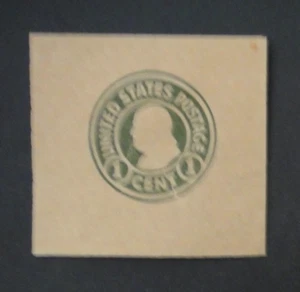 UNITED STATES POSTAGE
1 CENT 1